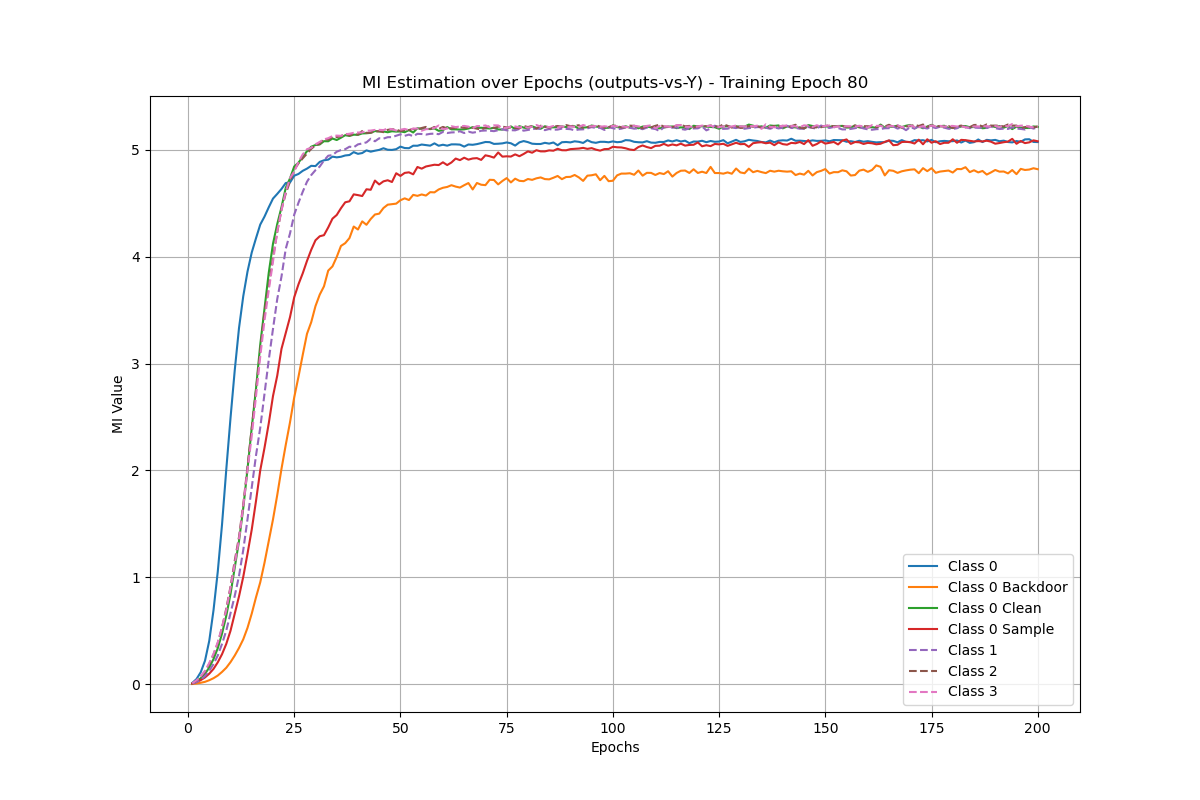 MI Estimation over Epochs (outputs-vs-Y) - Training Epoch 80
MI Value
5
4
3
2
1
0
0 25 50 75 100 125 150 175 200
Epochs
Class 0
Class 0 Backdoor
Class 0 Clean
Class 0 Sample
Class 1
Class 2
Class 3